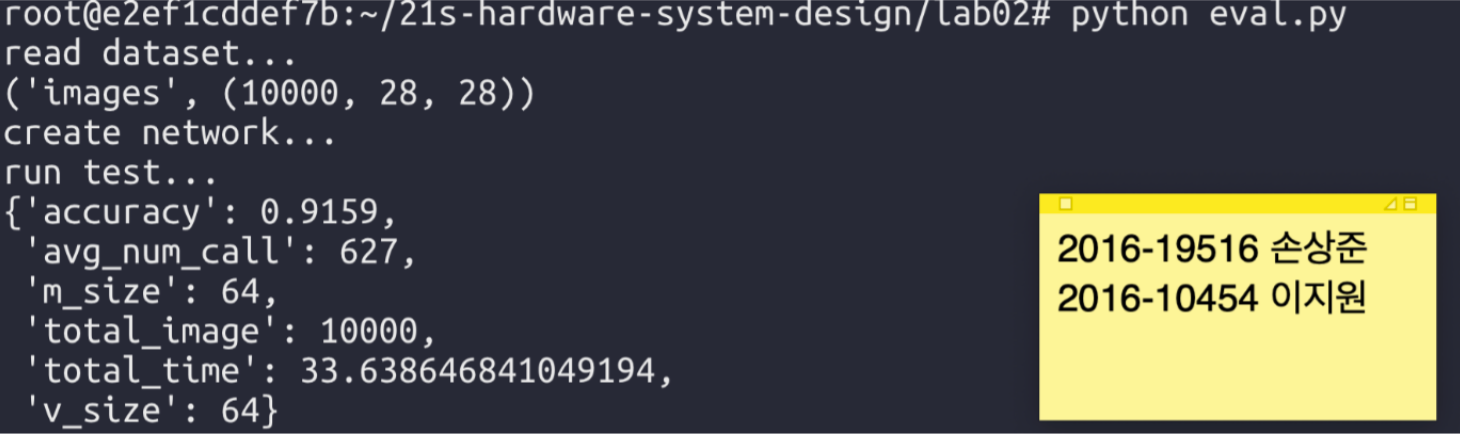 root@e2ef1cddef7b:~/21s-hardware-system-design/lab02# python eval.py
read dataset...
('images', (10000, 28, 28))
create network...
run test...
{'accuracy': 0.9159,
 'avg_num_call': 627,
 'm_size': 64,
 'total_image': 10000,
 'total_time': 33.638646841049194,
 'v_size': 64}
2016-19516 손상준
2016-10454 이지원